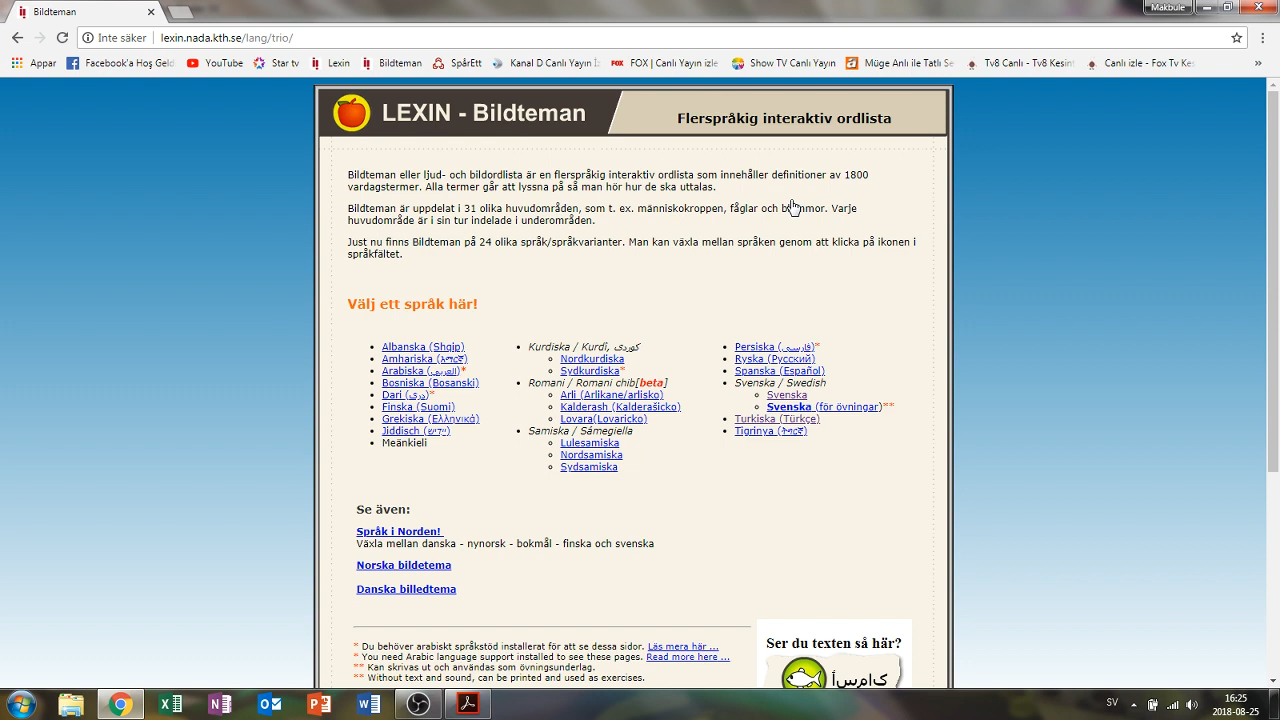 Bildteman
Makbule
Inte säker lexin.nada.kth.se/lang/trio/
Appar Facebook'a Hoş Geld YouTube Star tv Lexin Bildteman SpårEtt Kanal D Canlı Yayın İz FOX | Canlı Yayın izle Show TV Canlı Yayın Müge Anlı ile Tatlı Se Tv8 Canlı - Tv8 Kesint Canlı izle - Fox Tv Kes
LEXIN - Bildteman
Flerspråkig interaktiv ordlista
Bildteman eller ljud- och bildordlista är en flerspråkig interaktiv ordlista som innehåller definitioner av 1800
vardagstermer. Alla termer går att lyssna på så man hör hur de ska uttalas.
Bildteman är uppdelat i 31 olika huvudområden, som t. ex. människokroppen, fåglar och blommor. Varje
huvudområde är i sin tur indelade i underområden.
Just nu finns Bildteman på 24 olika språk/språkvarianter. Man kan växla mellan språken genom att klicka på ikonen i
språkfältet.
Välj ett språk här!
Albanska (Shqip)
Amhariska (አማርኛ)
Arabiska (العربي)*
Bosniska (Bosanski)
Dari (دری)*
Finska (Suomi)
Grekiska (Ελληνικά)
Jiddisch (ייִדיש)
Meänkieli
Kurdiska / Kurdî, کوردی
Nordkurdiska
Sydkurdiska*
Romani / Romani chib[beta]
Arli (Arlikane/arlisko)
Kalderash (Kalderašicko)
Lovara(Lovaricko)
Samiska / Sámegiella
Lulesamiska
Nordsamiska
Sydsamiska
Persiska (فارسی)*
Ryska (Русский)
Spanska (Español)
Svenska / Swedish
Svenska
Svenska (för övningar)**
Turkiska (Türkçe)
Tigrinya (ትግርኛ)
Se även:
Språk i Norden!
Växla mellan danska - nynorsk - bokmål - finska och svenska
Norska bildetema
Danska billedtema
* Du behöver arabiskt språkstöd installerat för att se dessa sidor. Läs mera här ...
* You need Arabic language support installed to see these pages. Read more here ...
** Kan skrivas ut och användas som övningsunderlag.
** Without text and sound, can be printed and used as exercises.
Ser du texten så här?
أسماك
SV
16:25
2018-08-25